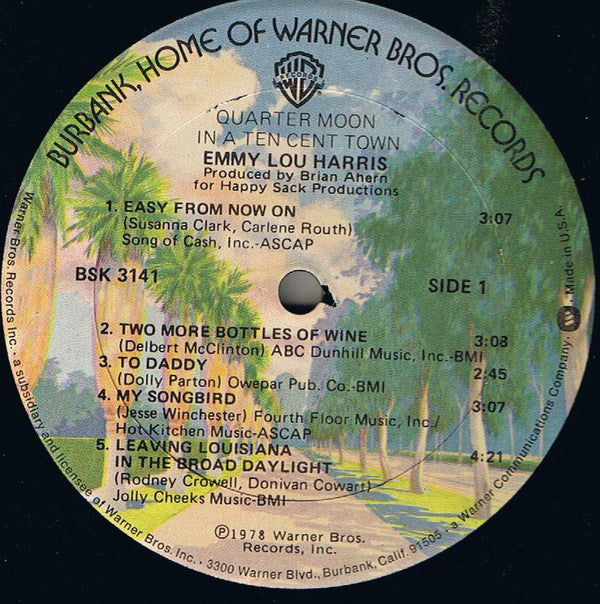 BURBANK, HOME OF WARNER BROS. RECORDS
RECORDS
QUARTER MOON
IN A TEN CENT TOWN
EMMY LOU HARRIS
Produced by Brian Ahern
for Happy Sack Productions
1. EASY FROM NOW ON 3:07
(Susanna Clark, Carlene Routh)
Song of Cash, Inc.-ASCAP
BSK 3141
SIDE 1
2. TWO MORE BOTTLES OF WINE 3:08
(Delbert McClinton) ABC Dunhill Music, Inc.-BMI
3. TO DADDY 2:45
(Dolly Parton) Owepar Pub. Co.-BMI
4. MY SONGBIRD 3:07
(Jesse Winchester) Fourth Floor Music, Inc./
Hot Kitchen Music-ASCAP
5. LEAVING LOUISIANA
IN THE BROAD DAYLIGHT 4:21
(Rodney Crowell, Donivan Cowart)
Jolly Cheeks Music-BMI
℗1978 Warner Bros.
Records, Inc.
Warner Bros. Records Inc. • a subsidiary and licensee of Warner Bros. Inc. • 3300 Warner Blvd., Burbank, Calif. 91505 • a Warner Communications Company. • Made in U.S.A.